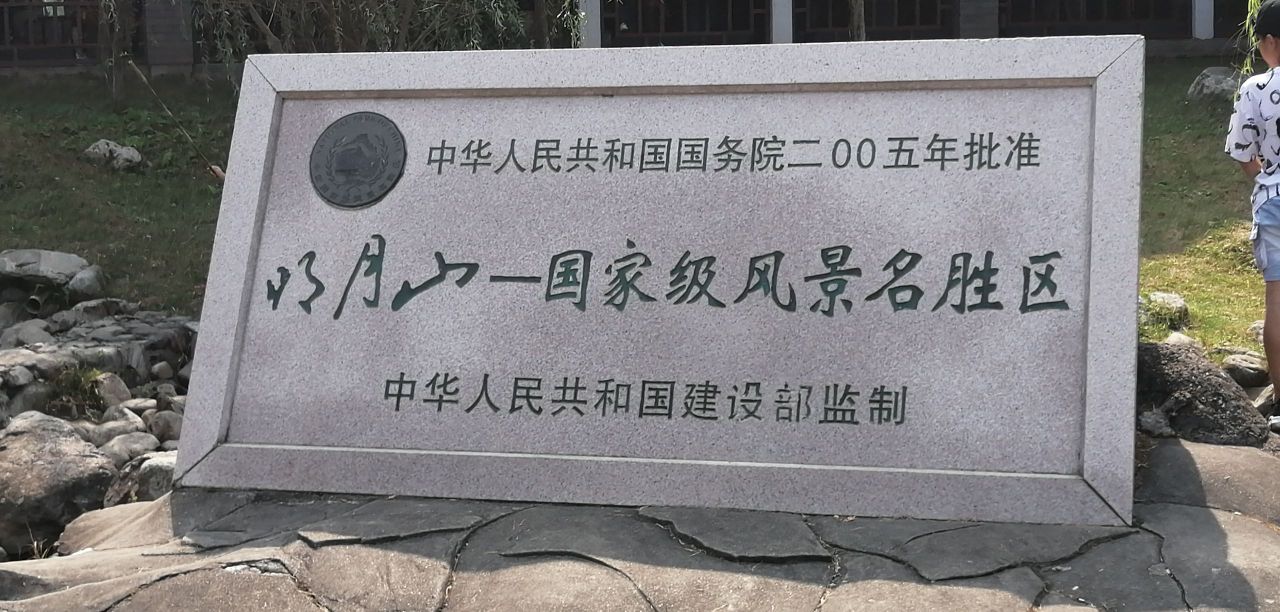 中华人民共和国国务院二00五年批准
明月山—国家级风景名胜区
中华人民共和国建设部监制